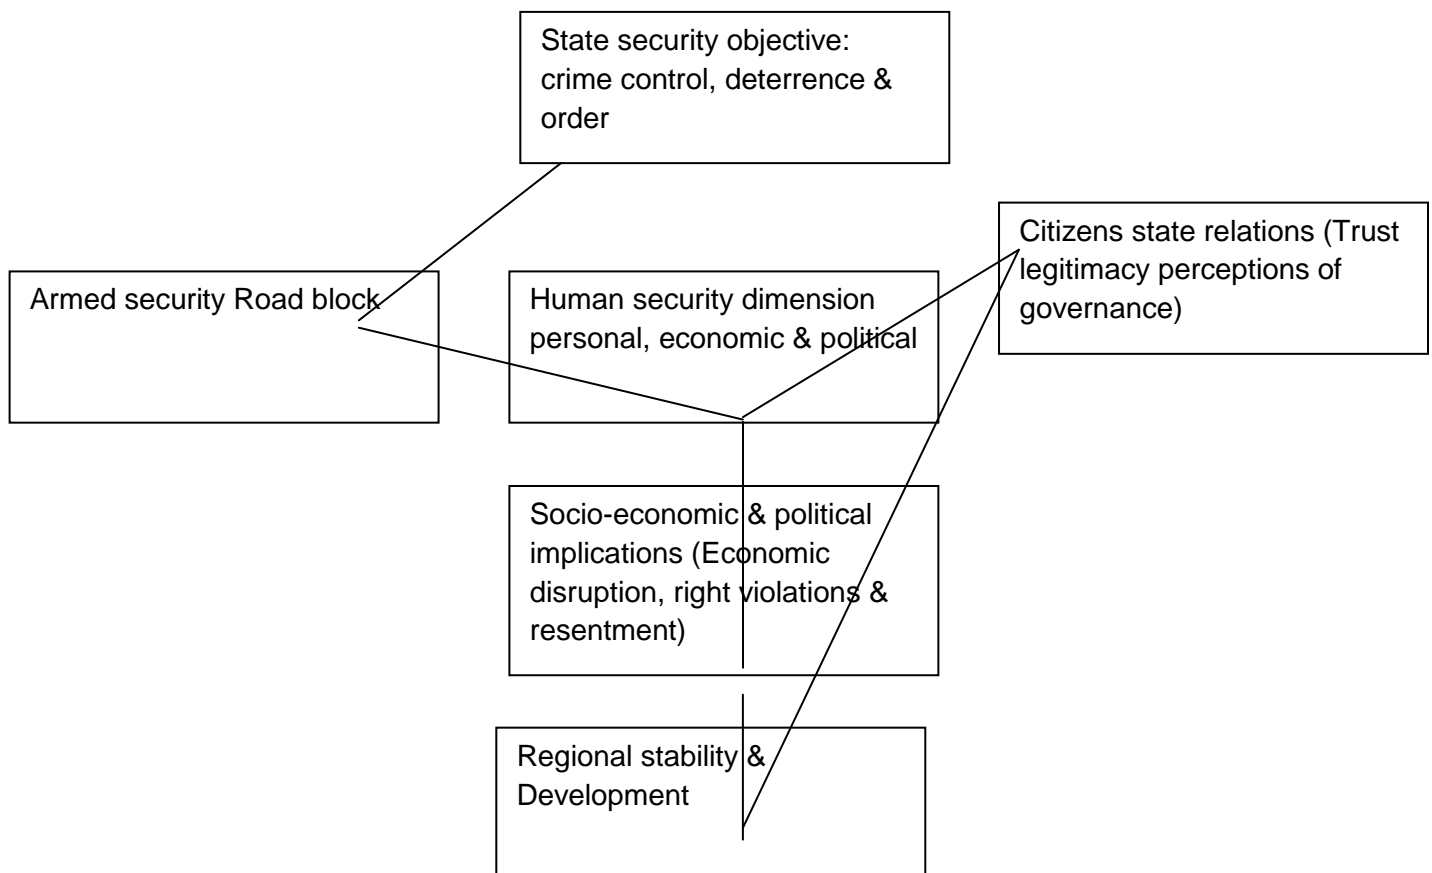 State security objective:
crime control, deterrence &
order
Citizens state relations (Trust
legitimacy perceptions of
governance)
Armed security Road block
Human security dimension
personal, economic & political
Socio-economic & political
implications (Economic
disruption, right violations &
resentment)
Regional stability &
Development